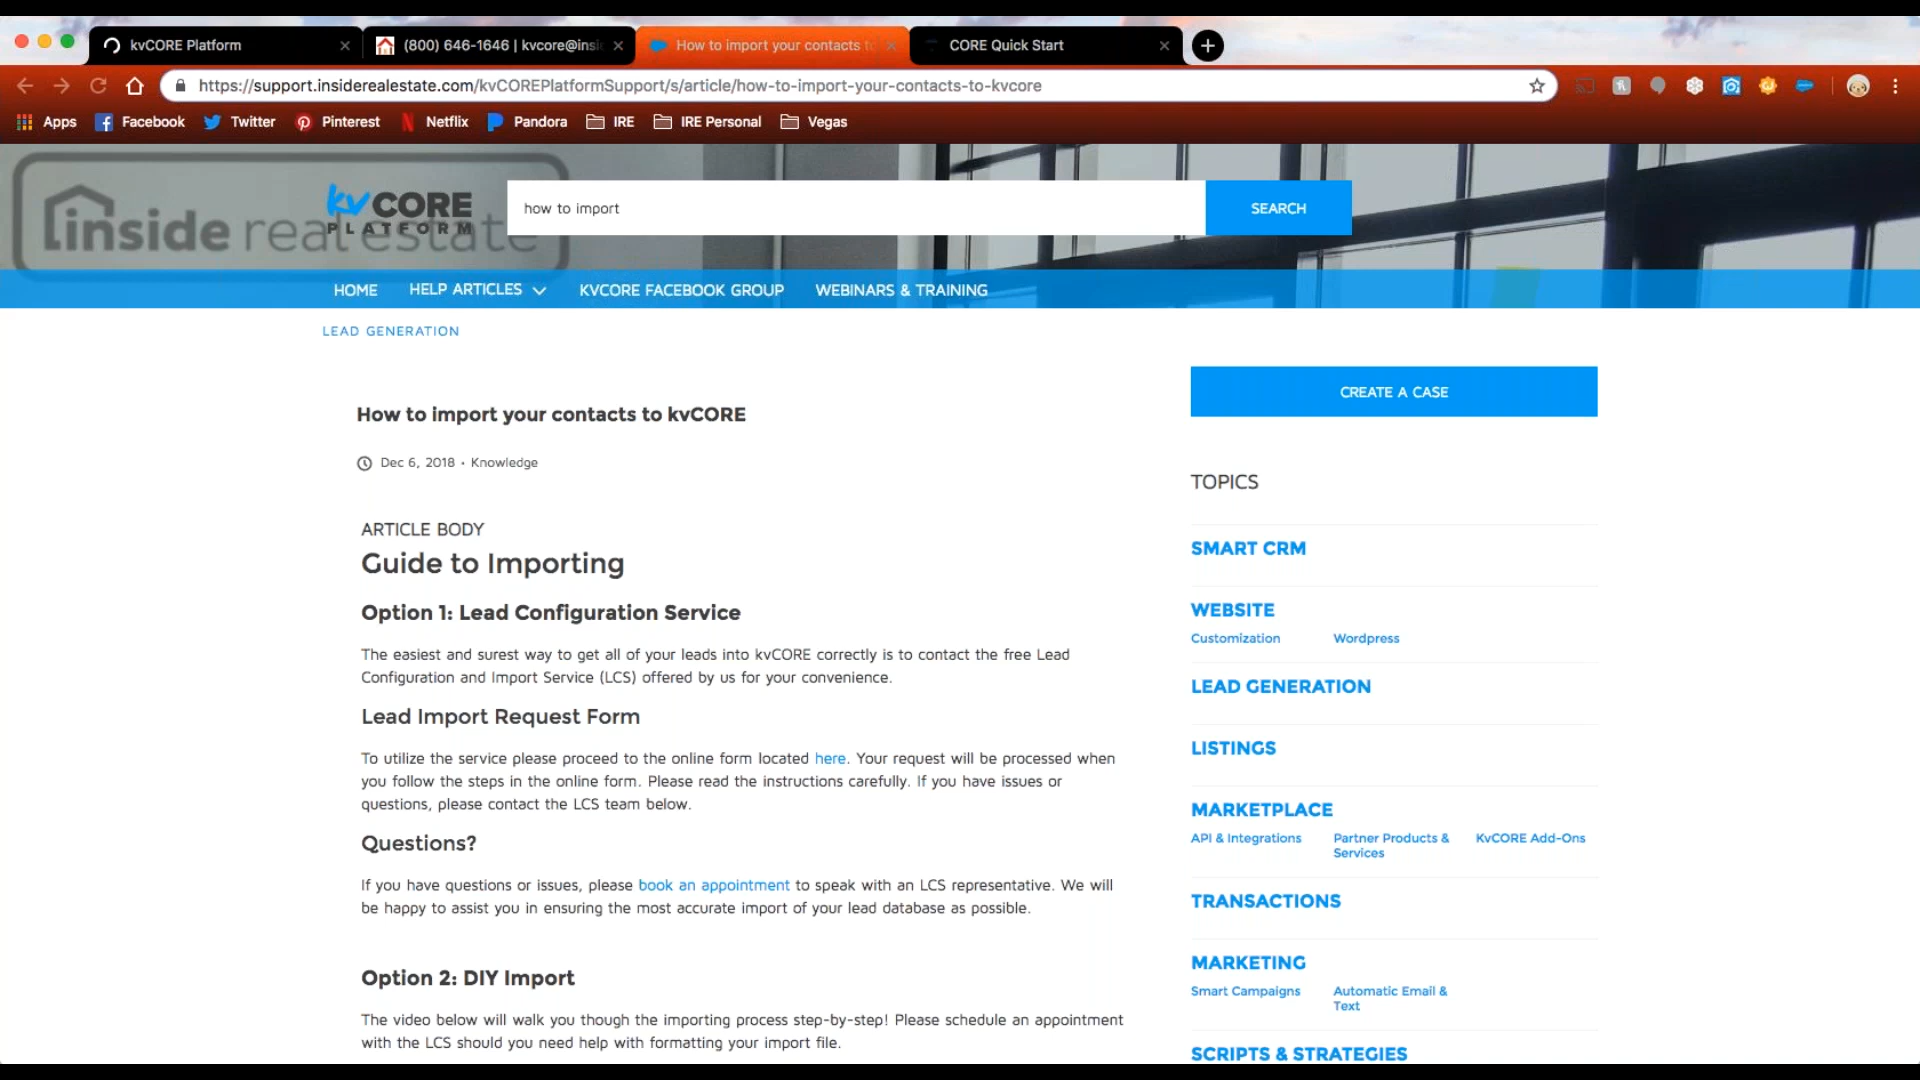 kvCORE Platform
(800) 646-1646 | kvcore@insi
How to import your contacts t
CORE Quick Start
https://support.insiderealestate.com/kvCOREPlatformSupport/s/article/how-to-import-your-contacts-to-kvcore
Apps Facebook Twitter Pinterest Netflix Pandora IRE IRE Personal Vegas
inside real estate
kvCORE
PLATFORM
how to import
SEARCH
HOME HELP ARTICLES KVCORE FACEBOOK GROUP WEBINARS & TRAINING
LEAD GENERATION
How to import your contacts to kvCORE
Dec 6, 2018 • Knowledge
ARTICLE BODY
Guide to Importing
Option 1: Lead Configuration Service
The easiest and surest way to get all of your leads into kvCORE correctly is to contact the free Lead
Configuration and Import Service (LCS) offered by us for your convenience.
Lead Import Request Form
To utilize the service please proceed to the online form located here. Your request will be processed when
you follow the steps in the online form. Please read the instructions carefully. If you have issues or
questions, please contact the LCS team below.
Questions?
If you have questions or issues, please book an appointment to speak with an LCS representative. We will
be happy to assist you in ensuring the most accurate import of your lead database as possible.
Option 2: DIY Import
The video below will walk you though the importing process step-by-step! Please schedule an appointment
with the LCS should you need help with formatting your import file.
CREATE A CASE
TOPICS
SMART CRM
WEBSITE
Customization Wordpress
LEAD GENERATION
LISTINGS
MARKETPLACE
API & Integrations Partner Products & KvCORE Add-Ons
Services
TRANSACTIONS
MARKETING
Smart Campaigns Automatic Email &
Text
SCRIPTS & STRATEGIES